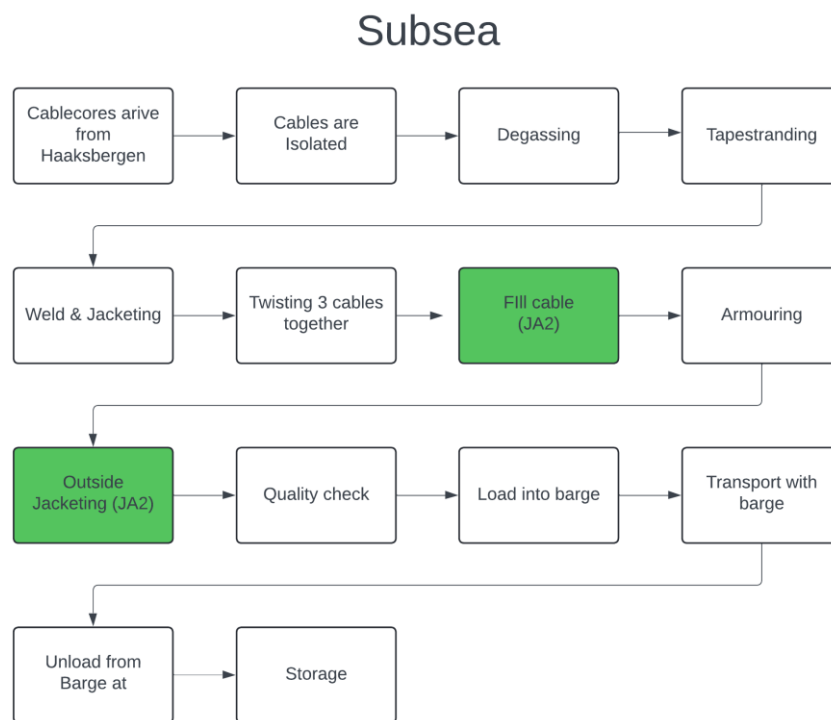 Subsea
Cablecores arive
from
Haaksbergen
Cables are
Isolated
Degassing
Tapestranding
Weld & Jacketing
Twisting 3 cables
together
FIll cable
(JA2)
Armouring
Outside
Jacketing (JA2)
Quality check
Load into barge
Transport with
barge
Unload from
Barge at
Storage